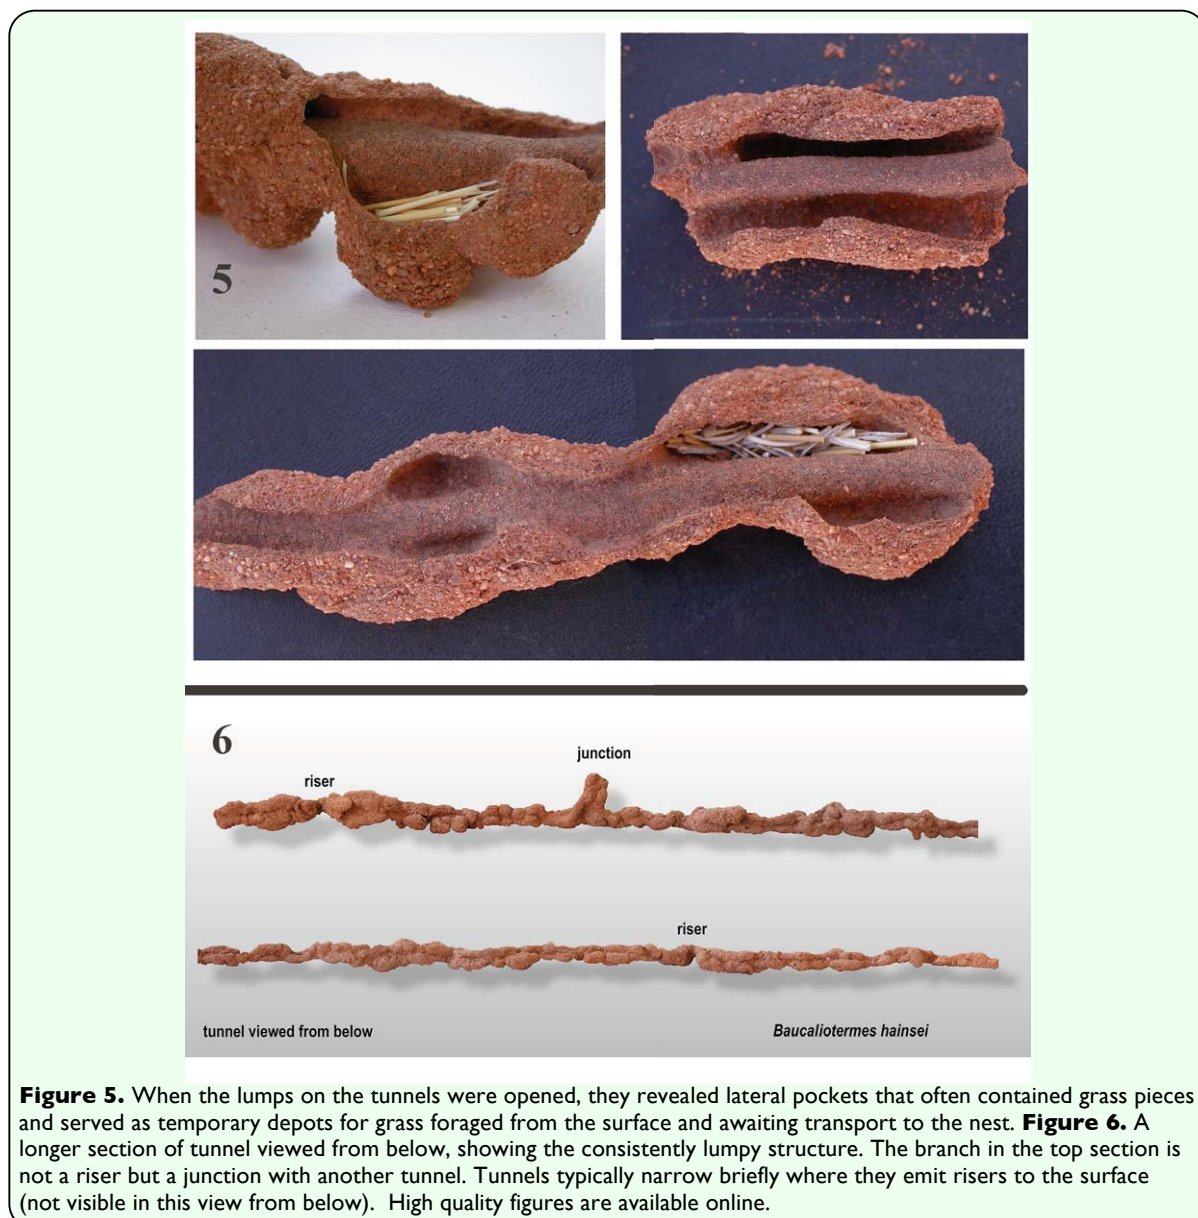 5
6
junction
riser
riser
tunnel viewed from below
Baucaliotermes hainsei
Figure 5. When the lumps on the tunnels were opened, they revealed lateral pockets that often contained grass pieces
and served as temporary depots for grass foraged from the surface and awaiting transport to the nest. Figure 6. A
longer section of tunnel viewed from below, showing the consistently lumpy structure. The branch in the top section is
not a riser but a junction with another tunnel. Tunnels typically narrow briefly where they emit risers to the surface
(not visible in this view from below). High quality figures are available online.